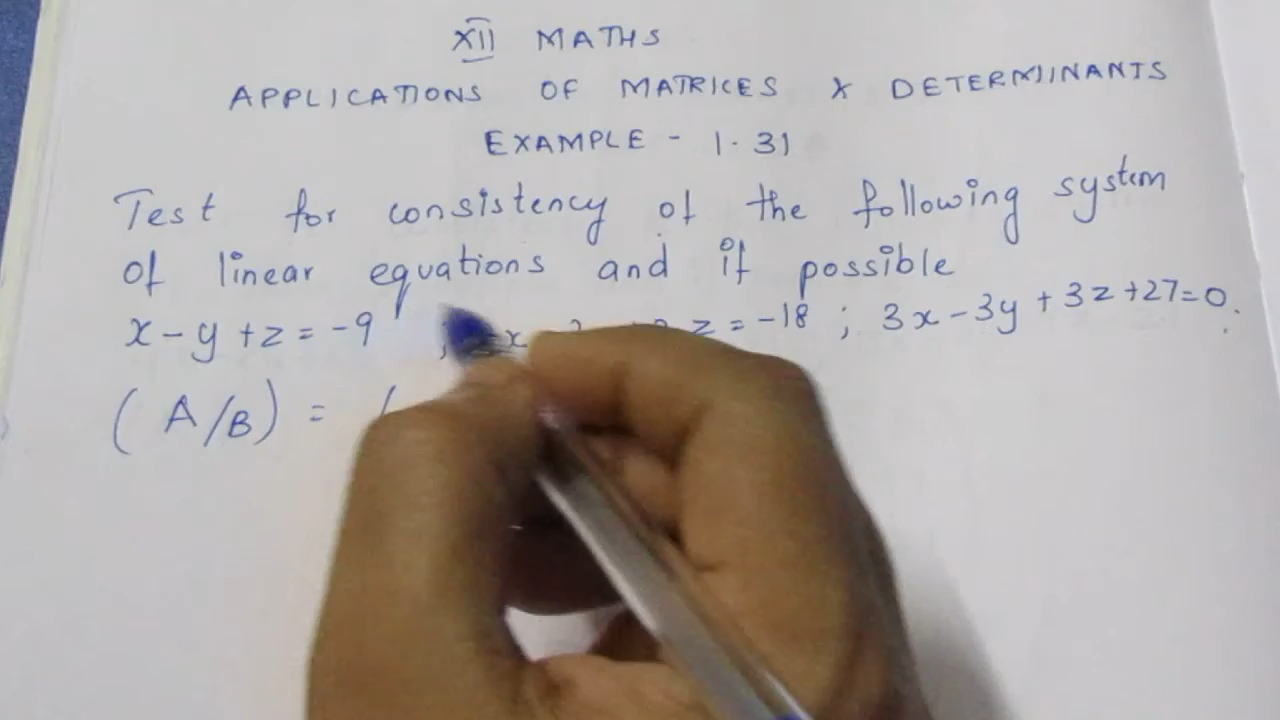 XII MATHS
APPLICATIONS OF MATRICES & DETERMINANTS
EXAMPLE - 1.31
Test for consistency of the following system
of linear equations and if possible
x - y + z = -9 ; z = -18 ; 3x - 3y + 3z + 27 = 0.
(A/B) = (